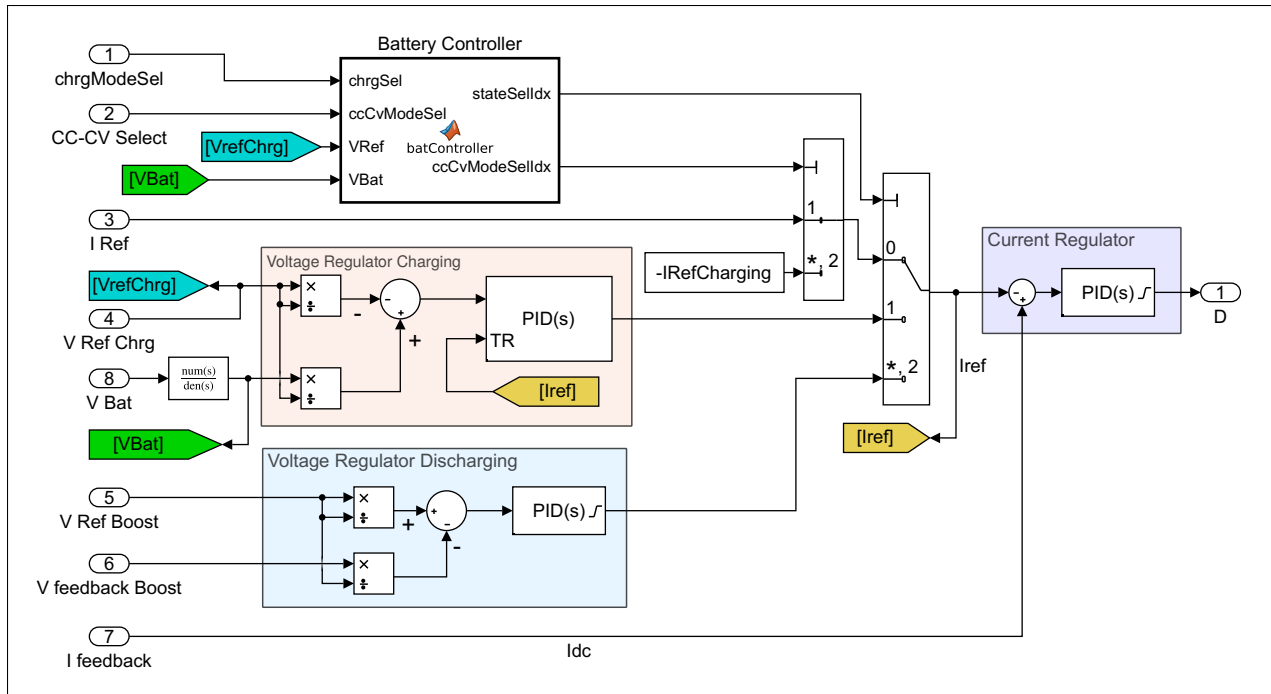 Battery Controller
1
chrgModeSel
chrgSel
stateSelIdx
2
CC-CV Select
ccCvModeSel
[VrefChrg]
VRef
batController
ccCvModeSelIdx
[VBat]
VBat
3
I Ref
1
*, 2
-IRefCharging
0
1
*, 2
Voltage Regulator Charging
[VrefChrg]
4
V Ref Chrg
×
÷
-
-
+
+
PID(s)
TR
[Iref]
8
V Bat
num(s)
den(s)
×
÷
[VBat]
Current Regulator
-
+
PID(s)
1
D
Iref
[Iref]
Voltage Regulator Discharging
5
V Ref Boost
×
÷
+
+
-
-
PID(s)
6
V feedback Boost
×
÷
7
I feedback
Idc